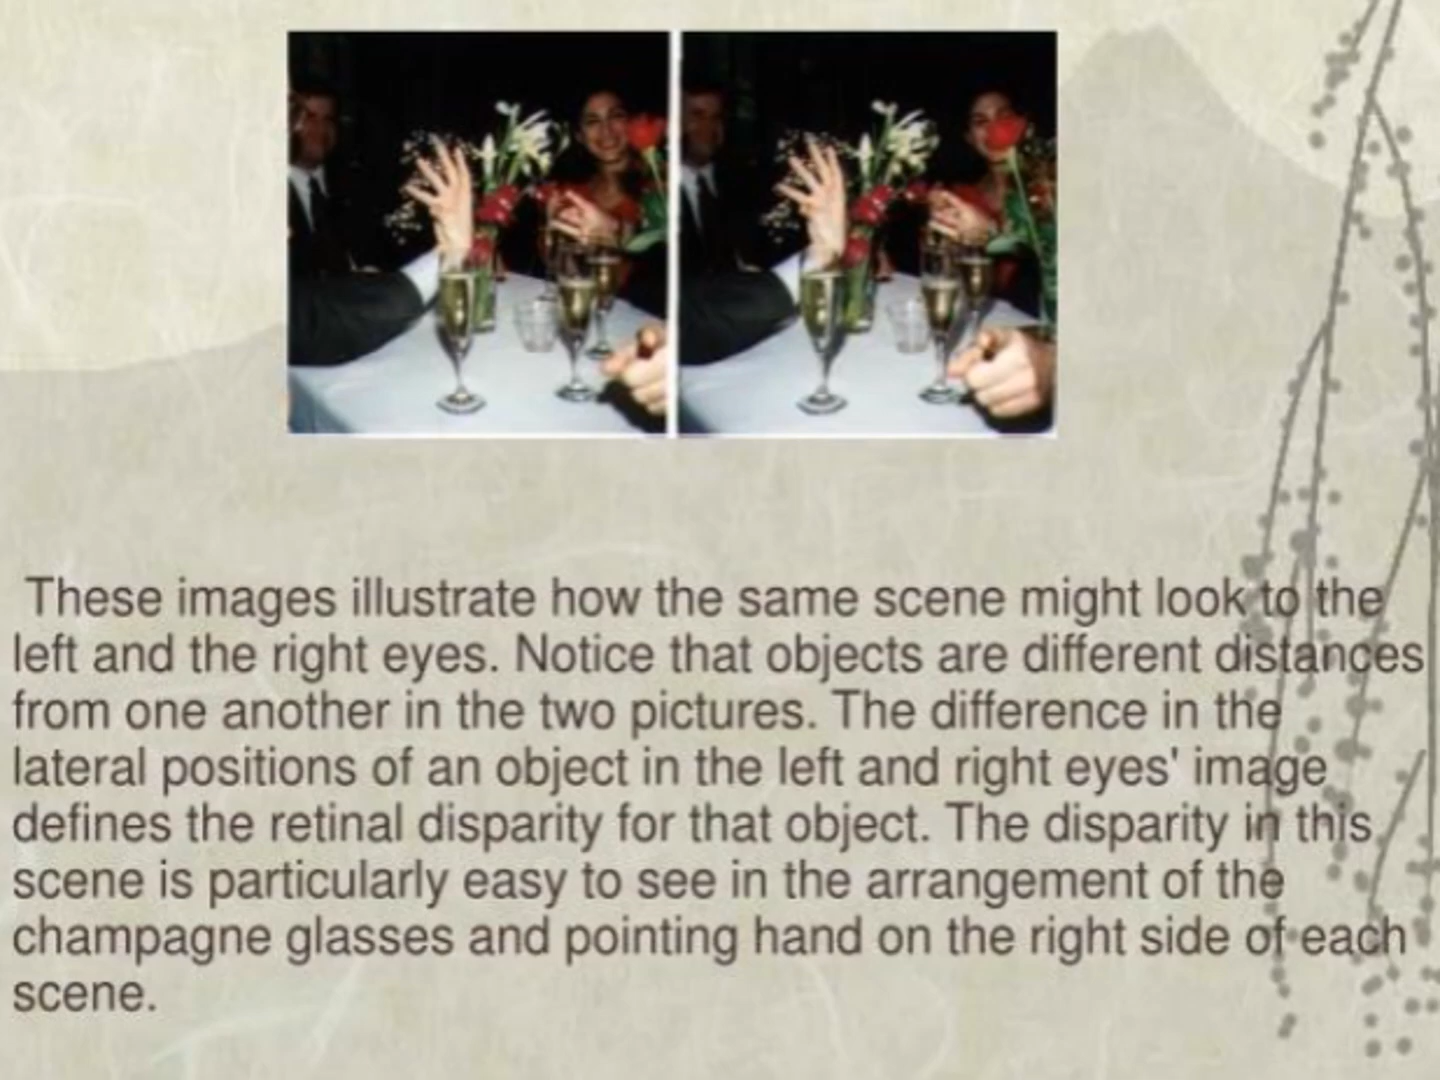 These images illustrate how the same scene might look to the
left and the right eyes. Notice that objects are different distances
from one another in the two pictures. The difference in the
lateral positions of an object in the left and right eyes' image
defines the retinal disparity for that object. The disparity in this
scene is particularly easy to see in the arrangement of the
champagne glasses and pointing hand on the right side of each
scene.